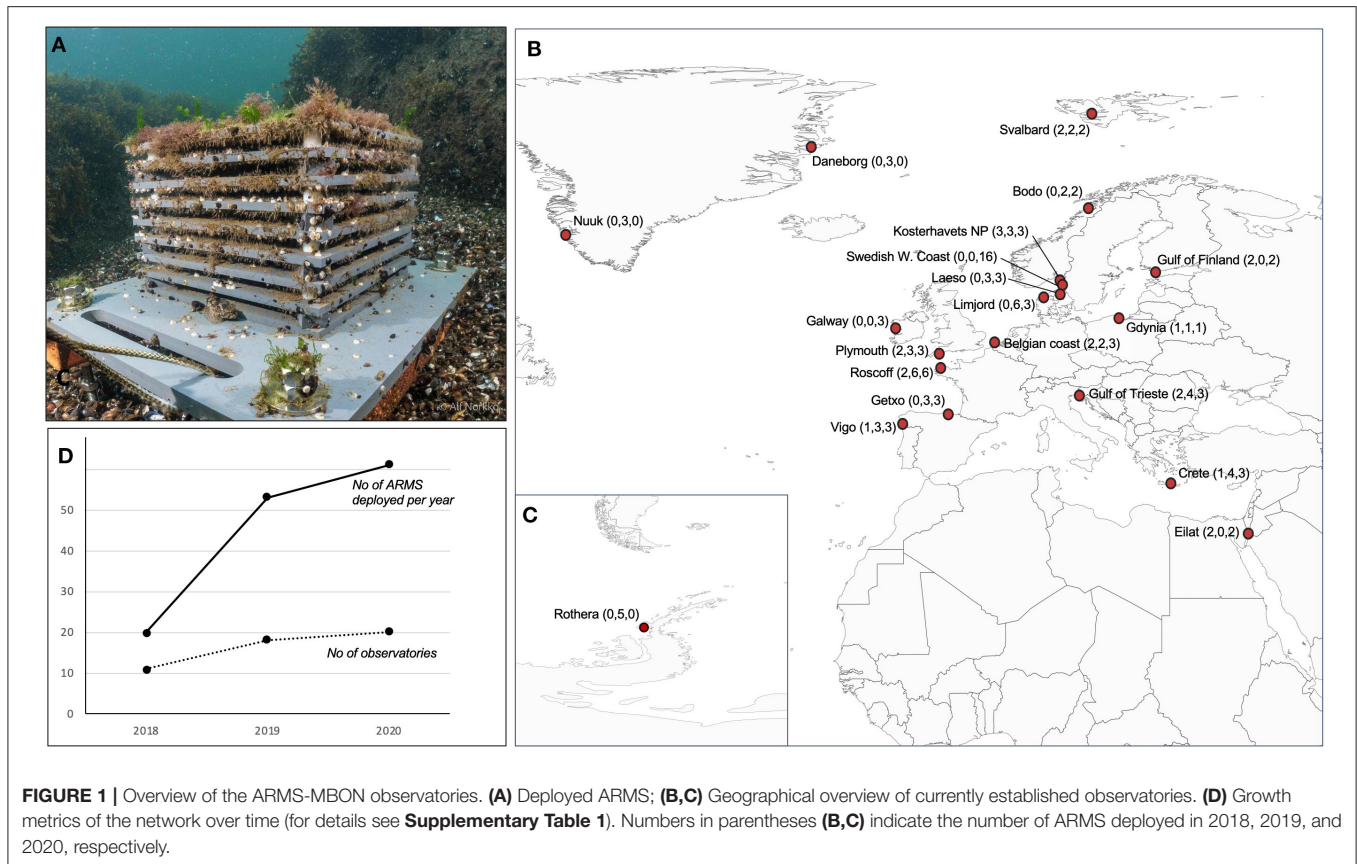 A
C
© Alf Norkko
B
Svalbard (2,2,2)
Daneborg (0,3,0)
Bodo (0,2,2)
Nuuk (0,3,0)
Kosterhavets NP (3,3,3)
Swedish W. Coast (0,0,16)
Gulf of Finland (2,0,2)
Laeso (0,3,3)
Limjord (0,6,3)
Galway (0,0,3)
Gdynia (1,1,1)
Belgian coast (2,2,3)
Plymouth (2,3,3)
Roscoff (2,6,6)
Getxo (0,3,3)
Gulf of Trieste (2,4,3)
Vigo (1,3,3)
Crete (1,4,3)
Eilat (2,0,2)
C
Rothera (0,5,0)
D
No of ARMS
deployed per year
50
40
30
20
No of observatories
10
0
2018 2019 2020
FIGURE 1 | Overview of the ARMS-MBON observatories. (A) Deployed ARMS; (B,C) Geographical overview of currently established observatories. (D) Growth
metrics of the network over time (for details see Supplementary Table 1). Numbers in parentheses (B,C) indicate the number of ARMS deployed in 2018, 2019, and
2020, respectively.